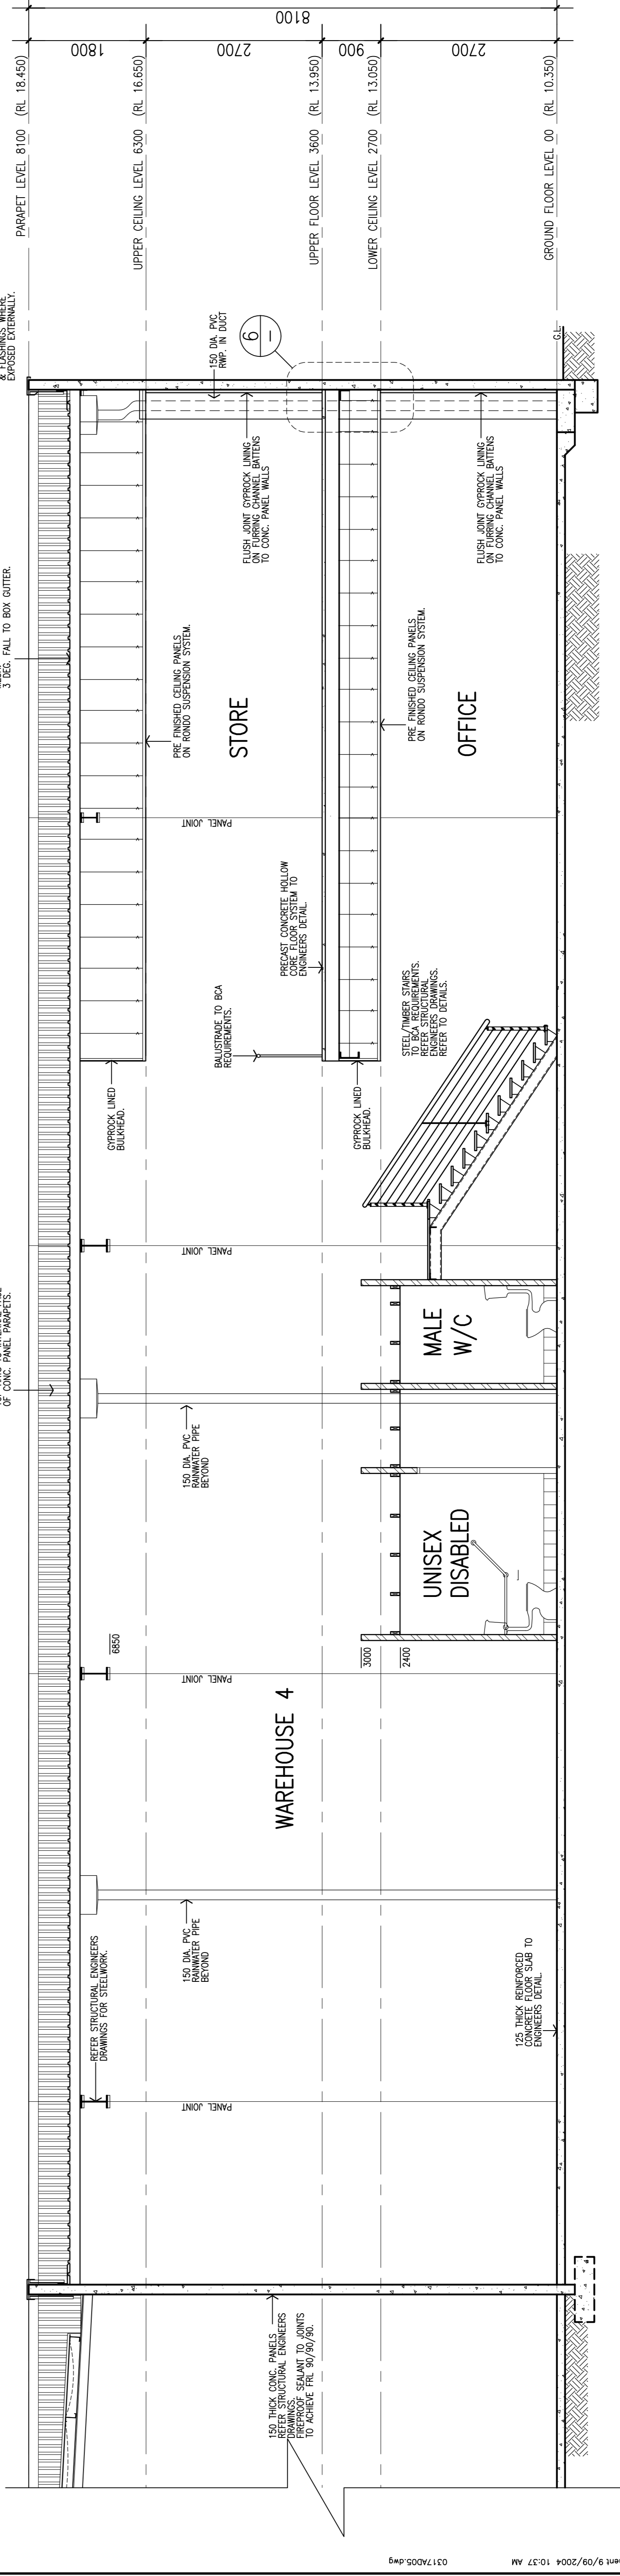 8100
1800
2700
900
2700
PARAPET LEVEL 8100 (RL 18.450)
UPPER CEILING LEVEL 6300 (RL 16.650)
UPPER FLOOR LEVEL 3600 (RL 13.950)
LOWER CEILING LEVEL 2700 (RL 13.050)
GROUND FLOOR LEVEL 00 (RL 10.350)
& FLASHINGS WHERE
EXPOSED EXTERNALLY.
3 DEG. FALL TO BOX GUTTER.
OF CONC. PANEL PARAPETS.
G.L.
150 DIA. PVC
RWP. IN DUCT
6
–
FLUSH JOINT GYPROCK LINING
ON FURRING CHANNEL BATTENS
TO CONC. PANEL WALLS
FLUSH JOINT GYPROCK LINING
ON FURRING CHANNEL BATTENS
TO CONC. PANEL WALLS
PRE FINISHED CEILING PANELS
ON RONDO SUSPENSION SYSTEM.
STORE
PRE FINISHED CEILING PANELS
ON RONDO SUSPENSION SYSTEM.
OFFICE
PANEL JOINT
PRECAST CONCRETE HOLLOW
CORE FLOOR SYSTEM TO
ENGINEERS DETAIL.
BALUSTRADE TO BCA
REQUIREMENTS.
STEEL/TIMBER STAIRS
TO BCA REQUIREMENTS.
REFER STRUCTURAL
ENGINEERS DRAWINGS.
REFER TO DETAILS.
GYPROCK LINED
BULKHEAD.
GYPROCK LINED
BULKHEAD.
PANEL JOINT
MALE
W/C
150 DIA. PVC
RAINWATER PIPE
BEYOND
UNISEX
DISABLED
6850
3000
2400
PANEL JOINT
WAREHOUSE 4
150 DIA. PVC
RAINWATER PIPE
BEYOND
REFER STRUCTURAL ENGINEERS
DRAWINGS FOR STEELWORK.
125 THICK REINFORCED
CONCRETE FLOOR SLAB TO
ENGINEERS DETAIL.
PANEL JOINT
150 THICK CONC. PANELS
REFER STRUCTURAL ENGINEERS
DRAWINGS.
FIREPROOF SEALANT TO JOINTS
TO ACHIEVE FRL 90/90/90.
0317AD05.dwg
9/09/2004 10:37 AM